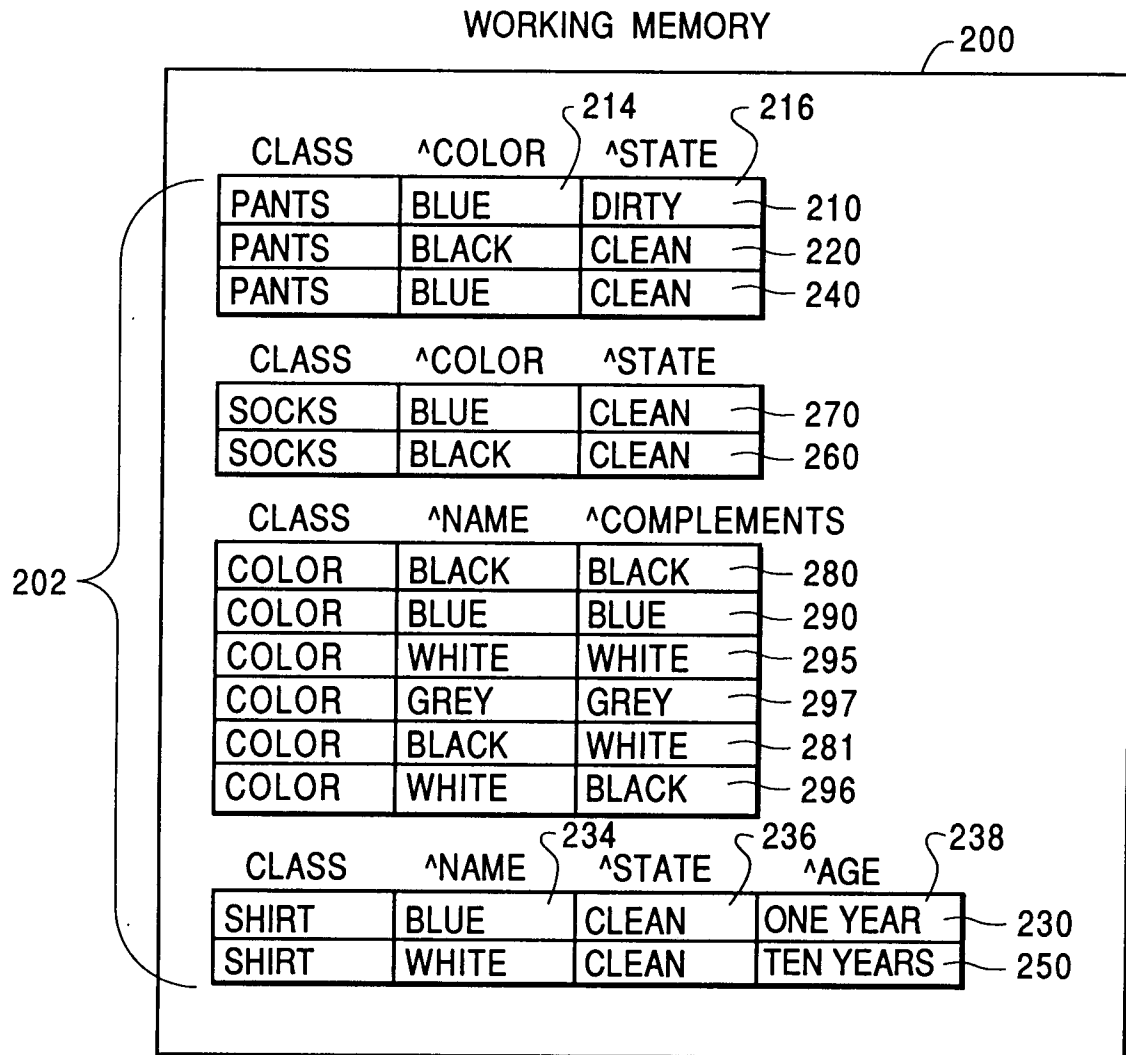 WORKING MEMORY
200
214 216
CLASS ^COLOR ^STATE
PANTS BLUE DIRTY 210
PANTS BLACK CLEAN 220
PANTS BLUE CLEAN 240
CLASS ^COLOR ^STATE
SOCKS BLUE CLEAN 270
SOCKS BLACK CLEAN 260
CLASS ^NAME ^COMPLEMENTS
COLOR BLACK BLACK 280
202
COLOR BLUE BLUE 290
COLOR WHITE WHITE 295
COLOR GREY GREY 297
COLOR BLACK WHITE 281
COLOR WHITE BLACK 296
234 236 238
CLASS ^NAME ^STATE ^AGE
SHIRT BLUE CLEAN ONE YEAR 230
SHIRT WHITE CLEAN TEN YEARS 250